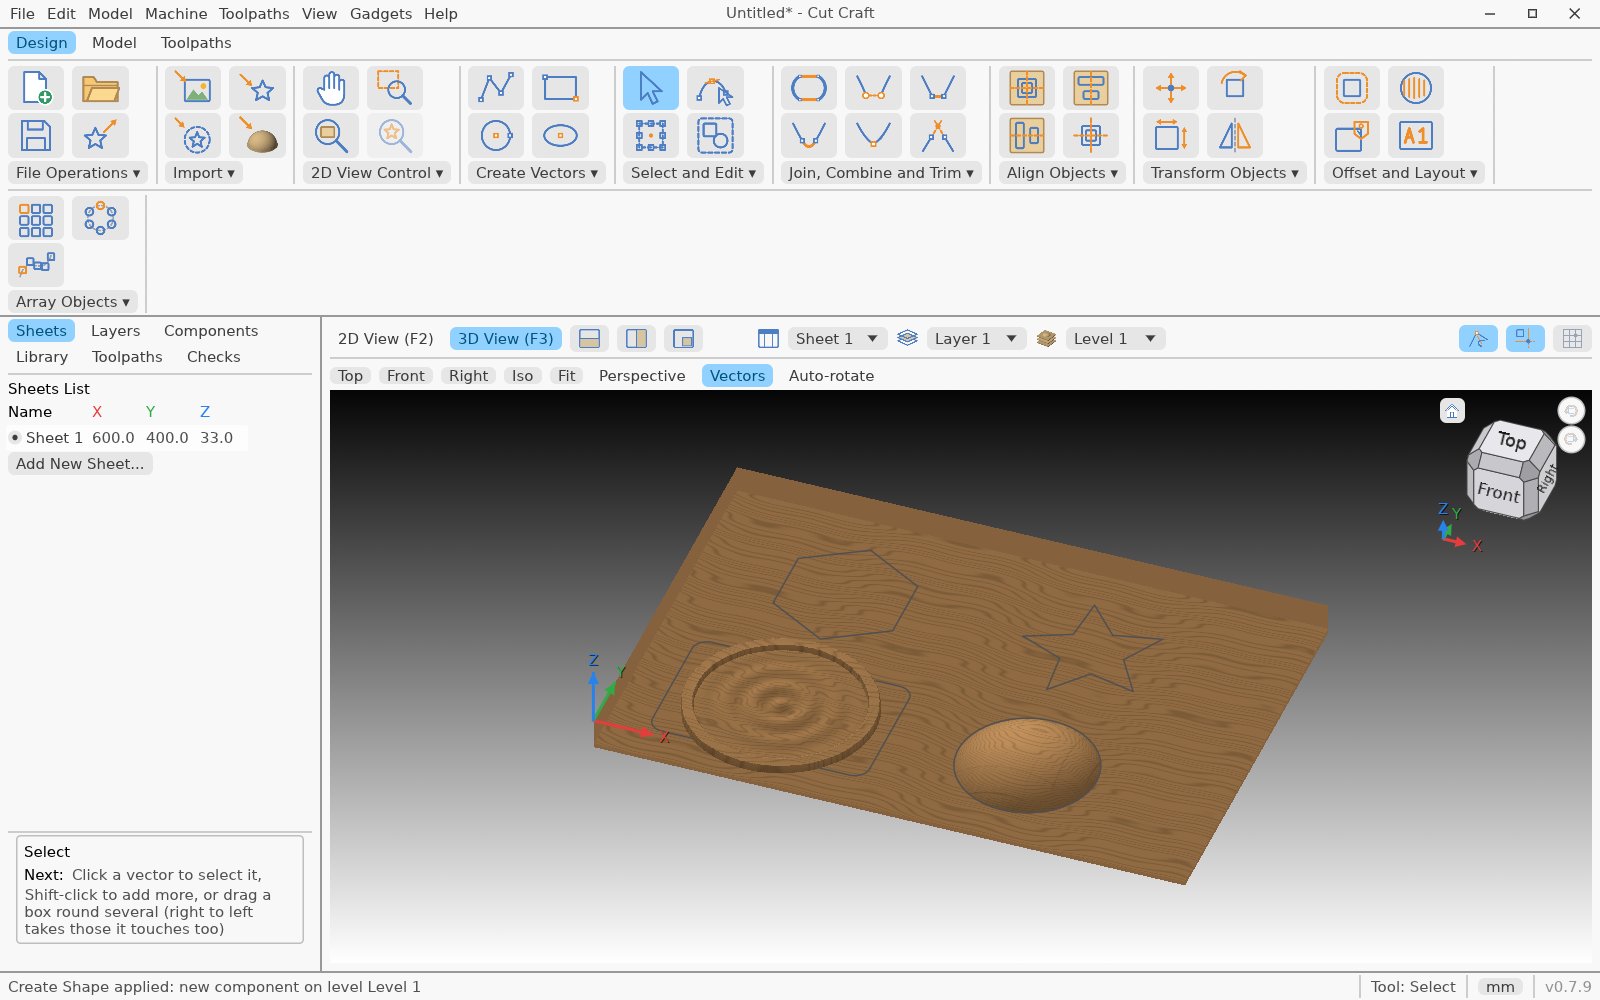 File Edit Model Machine Toolpaths View Gadgets Help
Untitled* - Cut Craft
Design Model Toolpaths
A1
File Operations ▾ Import ▾ 2D View Control ▾ Create Vectors ▾ Select and Edit ▾ Join, Combine and Trim ▾ Align Objects ▾ Transform Objects ▾ Offset and Layout ▾
Array Objects ▾
Sheets Layers Components
Library Toolpaths Checks
Sheets List
Name X Y Z
Sheet 1 600.0 400.0 33.0
Add New Sheet...
2D View (F2) 3D View (F3) Sheet 1 Layer 1 Level 1
Top Front Right Iso Fit Perspective Vectors Auto-rotate
Top
Front
Right
Z Y
X
Z
Y
X
Select
Next: Click a vector to select it,
Shift-click to add more, or drag a
box round several (right to left
takes those it touches too)
Create Shape applied: new component on level Level 1
Tool: Select mm v0.7.9